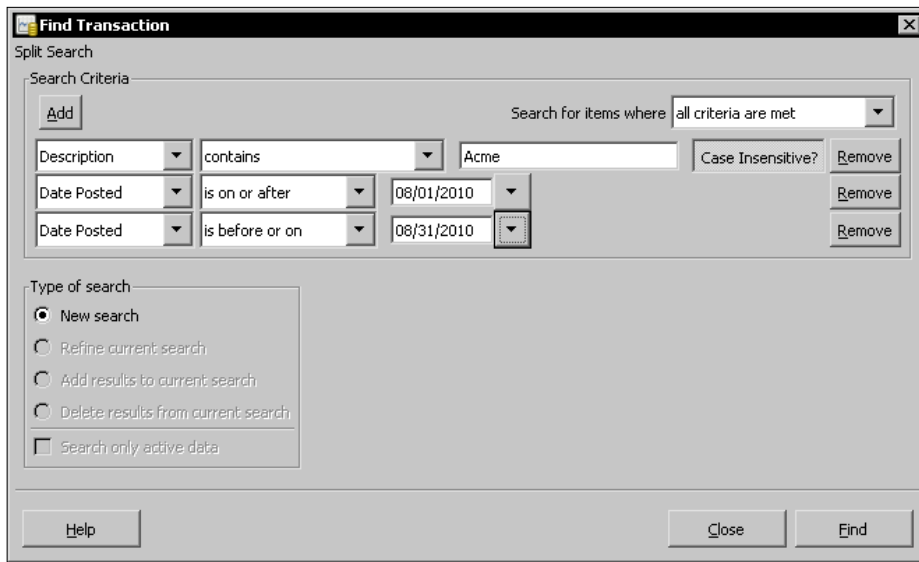 Find Transaction
Split Search
Search Criteria
Add Search for items where all criteria are met
Description contains Acme Case Insensitive? Remove
Date Posted is on or after 08/01/2010 Remove
Date Posted is before or on 08/31/2010 Remove
Type of search
New search
Refine current search
Add results to current search
Delete results from current search
Search only active data
Help Close Find